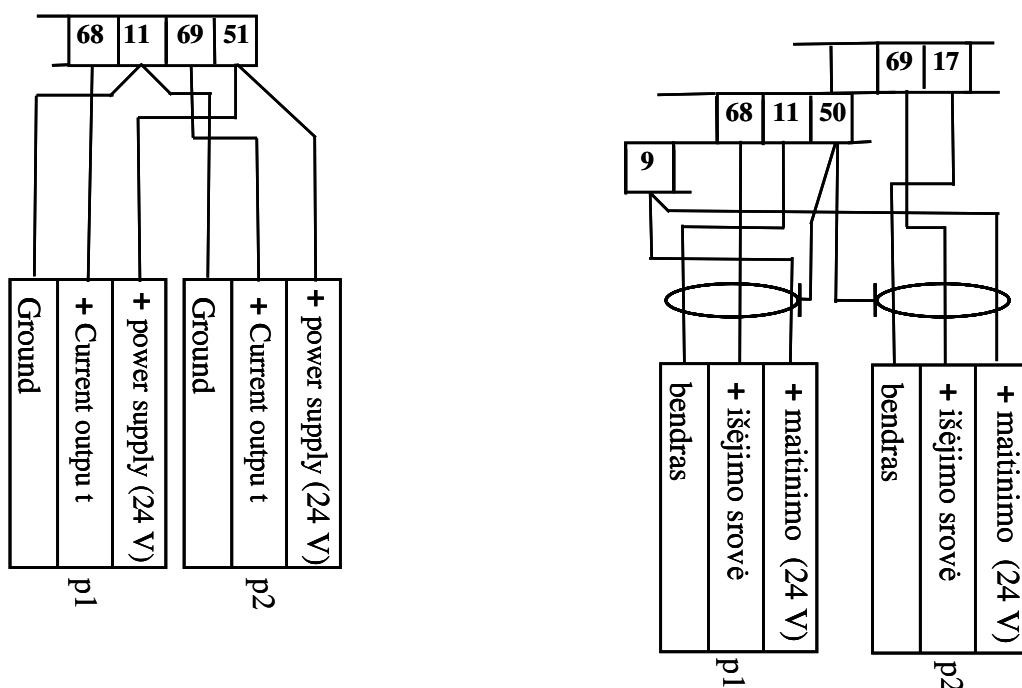 68 11 69 51
Ground
+ Current outpu t
+ power supply (24 V)
p1
Ground
+ Current outpu t
+ power supply (24 V)
p2
69 17
68 11 50
9
bendras
+ išėjimo srovė
+ maitinimo (24 V)
p1
bendras
+ išėjimo srovė
+ maitinimo (24 V)
p2